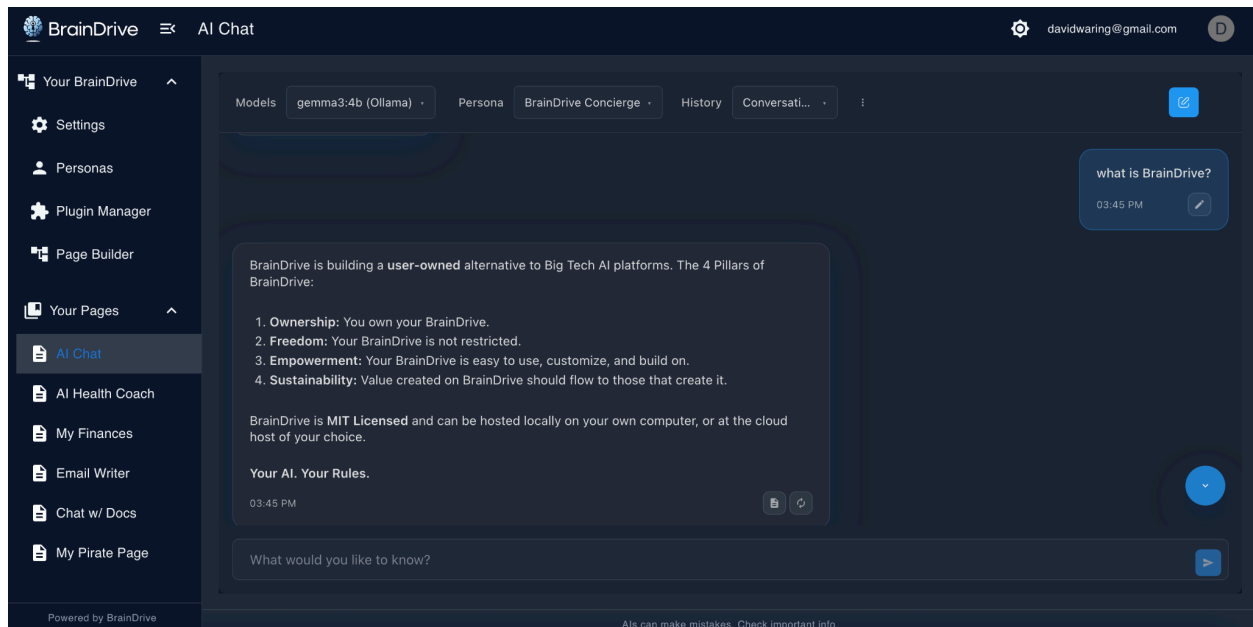 BrainDrive
AI Chat
davidwaring@gmail.com
D
Your BrainDrive
Settings
Personas
Plugin Manager
Page Builder
Your Pages
AI Chat
AI Health Coach
My Finances
Email Writer
Chat w/ Docs
My Pirate Page
Powered by BrainDrive
Models
gemma3:4b (Ollama)
Persona
BrainDrive Concierge
History
Conversati...
what is BrainDrive?
03:45 PM
BrainDrive is building a user-owned alternative to Big Tech AI platforms. The 4 Pillars of
BrainDrive:
1. Ownership: You own your BrainDrive.
2. Freedom: Your BrainDrive is not restricted.
3. Empowerment: Your BrainDrive is easy to use, customize, and build on.
4. Sustainability: Value created on BrainDrive should flow to those that create it.
BrainDrive is MIT Licensed and can be hosted locally on your own computer, or at the cloud
host of your choice.
Your AI. Your Rules.
03:45 PM
What would you like to know?
AIs can make mistakes. Check important info.